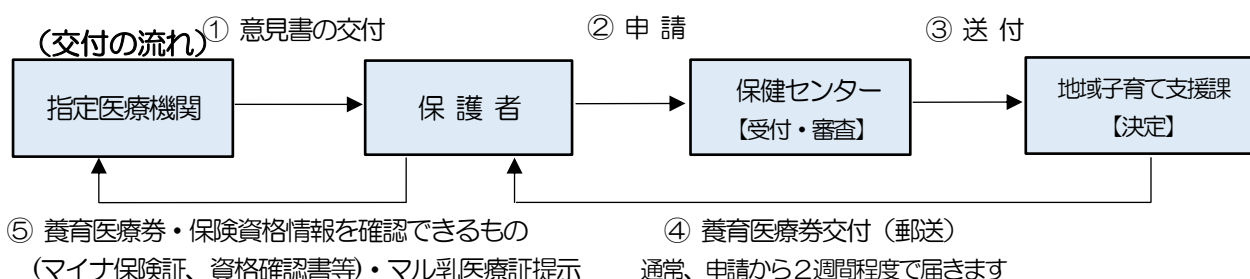 (交付の流れ)
① 意見書の交付
② 申 請
③ 送 付
指定医療機関
保 護 者
保健センター
【受付・審査】
地域子育て支援課
【決定】
⑤ 養育医療券・保険資格情報を確認できるもの
(マイナ保険証、資格確認書等)・マル乳医療証提示
④ 養育医療券交付（郵送）
通常、申請から２週間程度で届きます